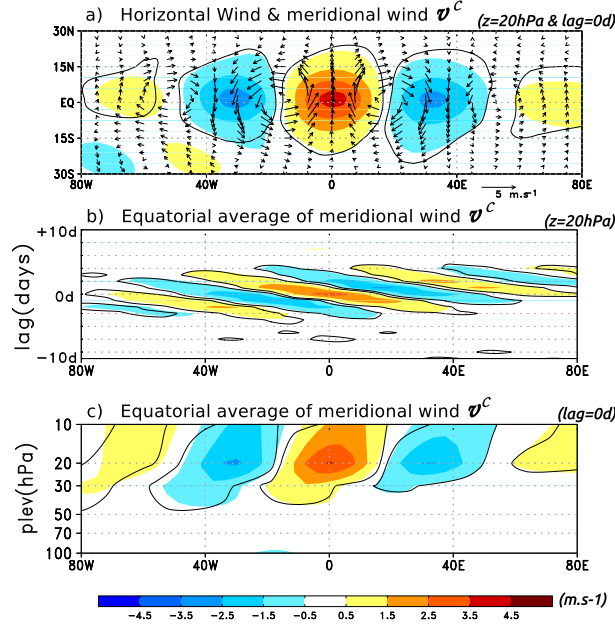 a) Horizontal Wind & meridional wind v^C (z=20hPa & lag=0d)
30N
15N
EQ
15S
30S
80W 40W 0 40E 80E
5 m.s-1
b) Equatorial average of meridional wind v^C (z=20hPa)
+10d
0d
-10d
lag(days)
80W 40W 0 40E 80E
c) Equatorial average of meridional wind v^C (lag=0d)
10
20
30
50
70
100
plev(hPa)
80W 40W 0 40E 80E
-4.5 -3.5 -2.5 -1.5 -0.5 0.5 1.5 2.5 3.5 4.5 (m.s-1)